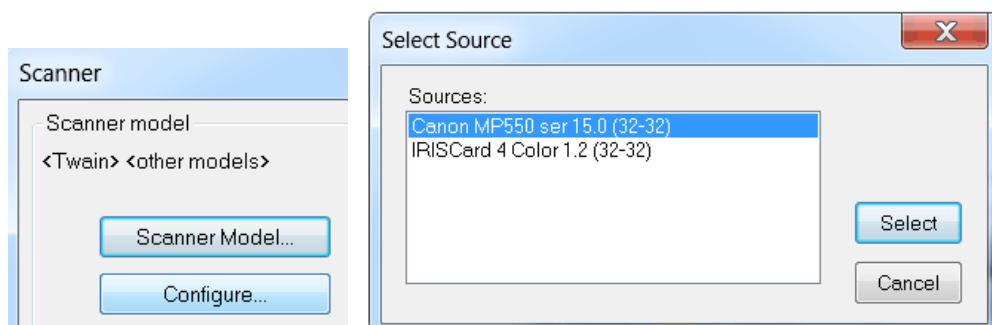 Scanner
Scanner model
<Twain> <other models>
Scanner Model...
Configure...
Select Source
Sources:
Canon MP550 ser 15.0 (32-32)
IRISCard 4 Color 1.2 (32-32)
Select
Cancel